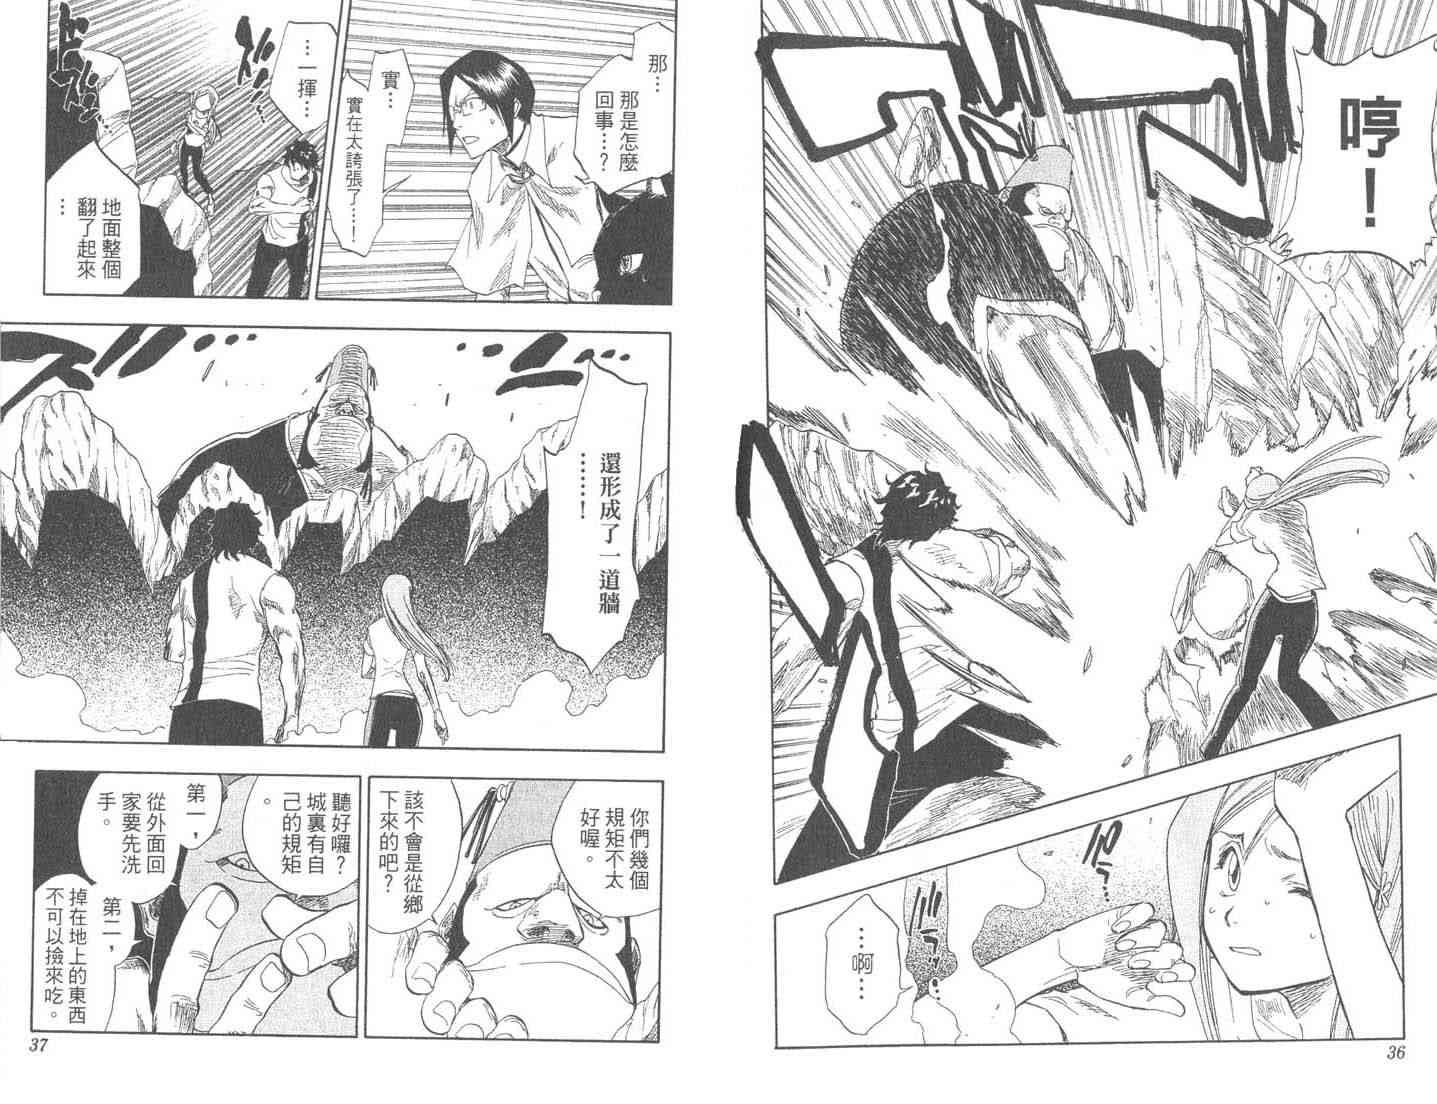 哼！
……啊……
36
那…
那是怎麼
回事…？
實…
實在太誇張了……！
…一揮…
地面整個
翻了起來
…
還形成了一道牆
……！
你們幾個
規矩不太
好喔。
該不會是從鄉
下來的吧？
聽好囉？
城裏有自
己的規矩
。
第一，
從外面回
家要先洗
手。
第二，
掉在地上的東西
不可以撿來吃。
37